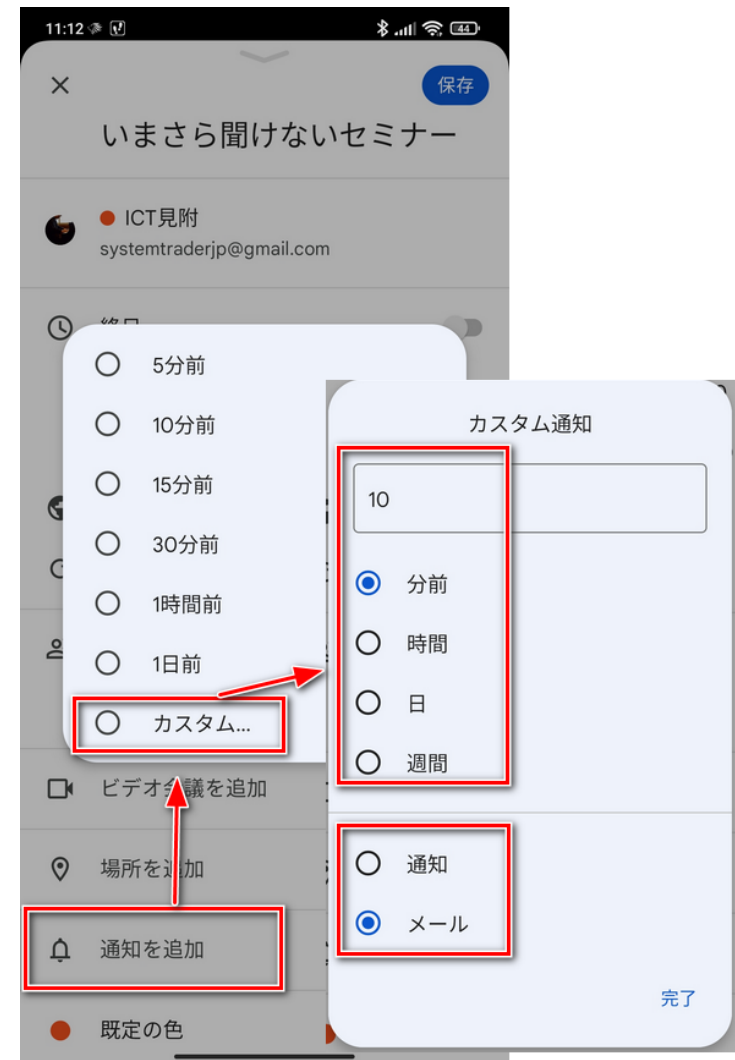 11:12
44
保存
いまさら聞けないセミナー
ICT見附
systemtraderjp@gmail.com
終日
5分前
10分前
15分前
30分前
1時間前
1日前
カスタム...
ビデオ会議を追加
場所を追加
通知を追加
既定の色
カスタム通知
10
分前
時間
日
週間
通知
メール
完了